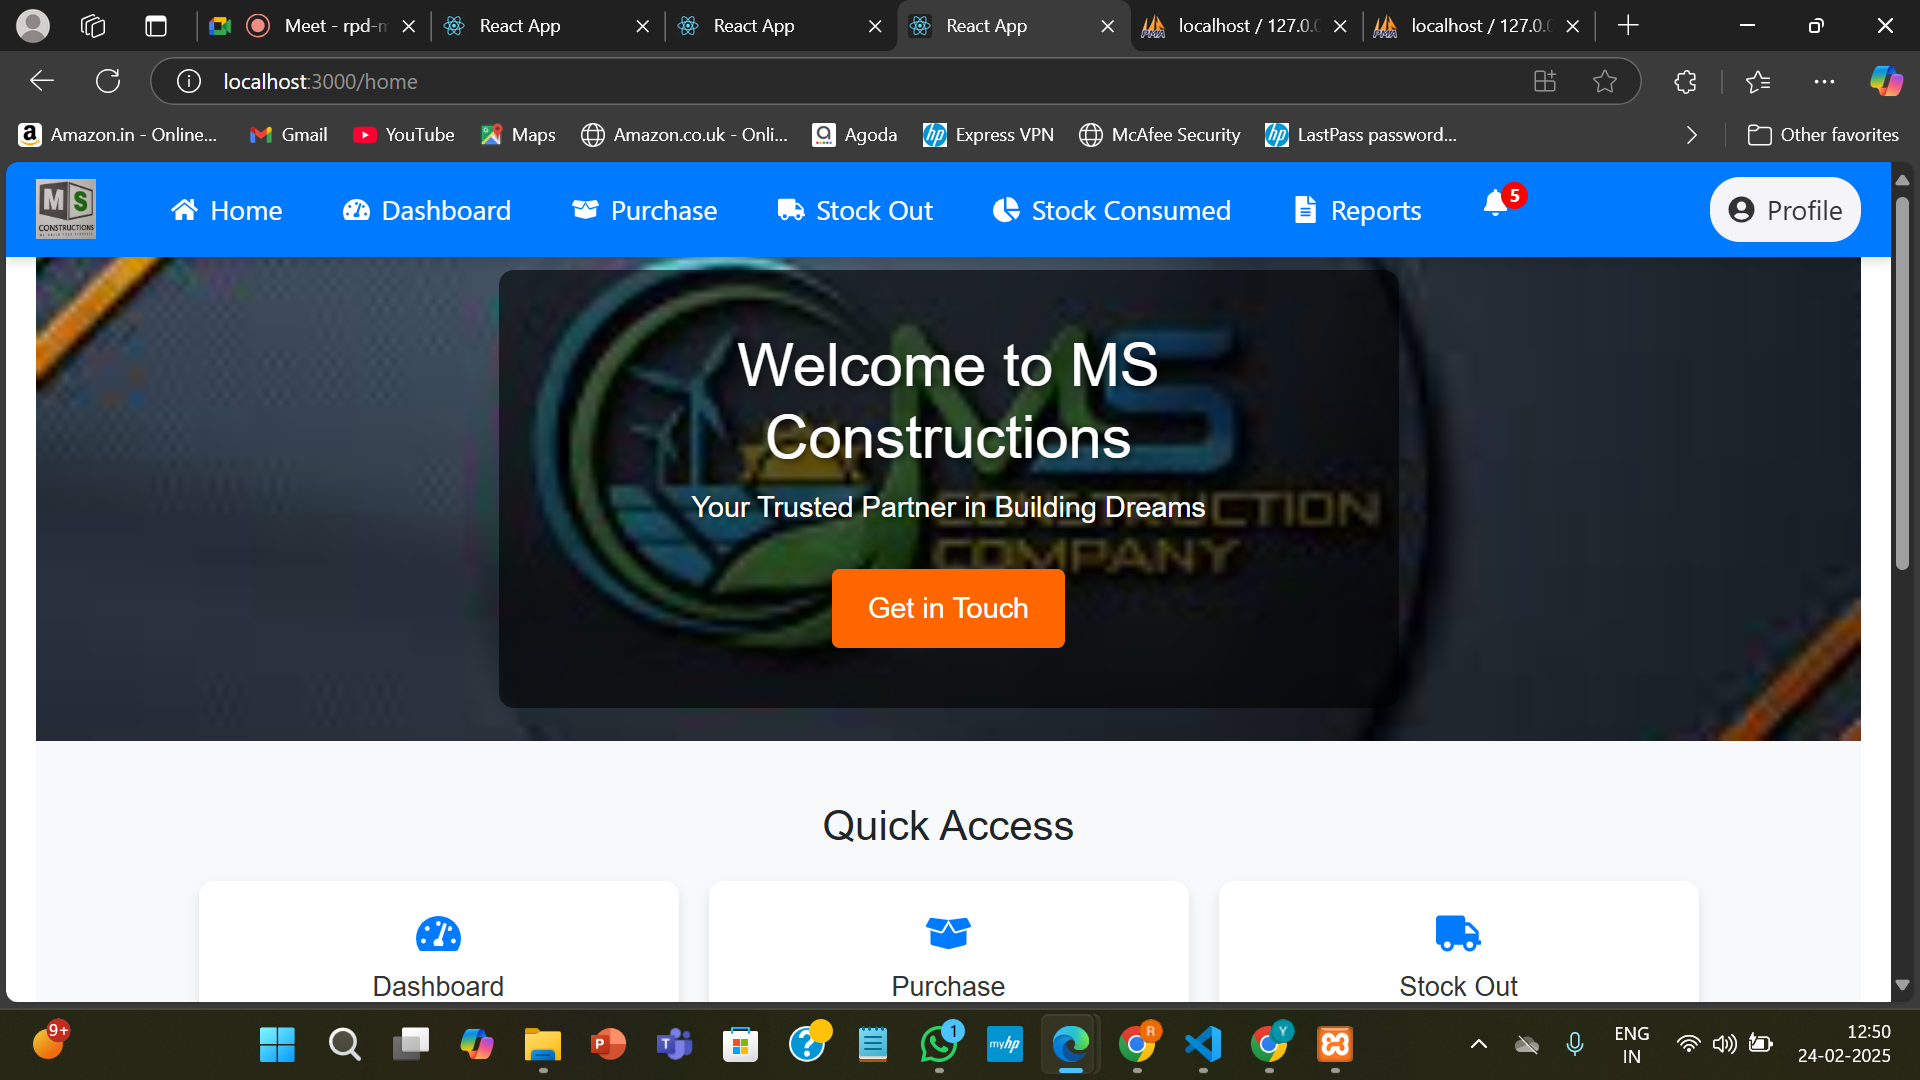 Meet - rpd-m
React App
React App
React App
localhost / 127.0.0
localhost / 127.0.0
localhost:3000/home
Amazon.in - Online...
Gmail
YouTube
Maps
Amazon.co.uk - Onli...
Agoda
Express VPN
McAfee Security
LastPass password...
Other favorites
MS
CONSTRUCTIONS
Home
Dashboard
Purchase
Stock Out
Stock Consumed
Reports
5
Profile
MS
CONSTRUCTION
COMPANY
Welcome to MS
Constructions
Your Trusted Partner in Building Dreams
Get in Touch
Quick Access
Dashboard
Purchase
Stock Out
9+
1
myhp
R
Y
ENG
IN
12:50
24-02-2025